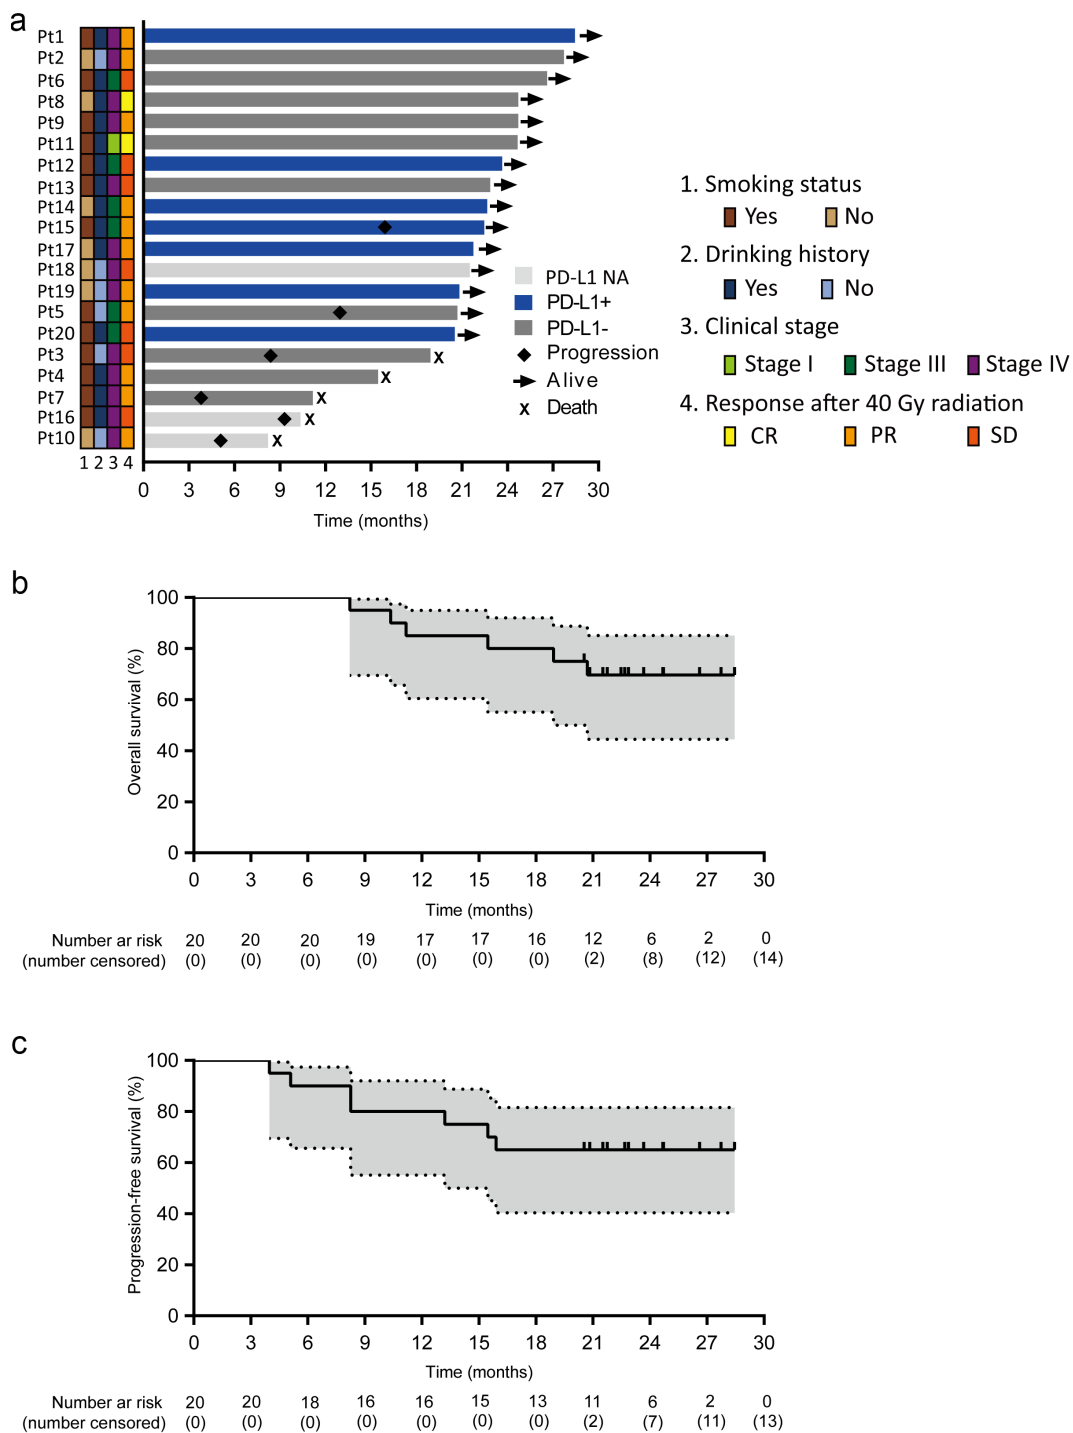 a
Pt1
Pt2
Pt6
Pt8
Pt9
Pt11
Pt12
Pt13
Pt14
Pt15
Pt17
Pt18
Pt19
Pt5
Pt20
Pt3
Pt4
Pt7
Pt16
Pt10
1 2 3 4
X
X
X
X
X
0 3 6 9 12 15 18 21 24 27 30
Time (months)
PD-L1 NA
PD-L1+
PD-L1-
Progression
Alive
X Death
1. Smoking status
Yes No
2. Drinking history
Yes No
3. Clinical stage
Stage I Stage III Stage IV
4. Response after 40 Gy radiation
CR PR SD
b
Overall survival (%)
100
80
60
40
20
0
0 3 6 9 12 15 18 21 24 27 30
Time (months)
Number ar risk 20 20 20 19 17 17 16 12 6 2 0
(number censored) (0) (0) (0) (0) (0) (0) (0) (2) (8) (12) (14)
c
Progression-free survival (%)
100
80
60
40
20
0
0 3 6 9 12 15 18 21 24 27 30
Time (months)
Number ar risk 20 20 18 16 16 15 13 11 6 2 0
(number censored) (0) (0) (0) (0) (0) (0) (0) (2) (7) (11) (13)